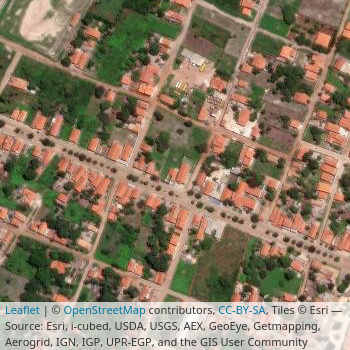 Leaflet | © OpenStreetMap contributors, CC-BY-SA, Tiles © Esri —
Source: Esri, i-cubed, USDA, USGS, AEX, GeoEye, Getmapping,
Aerogrid, IGN, IGP, UPR-EGP, and the GIS User Community